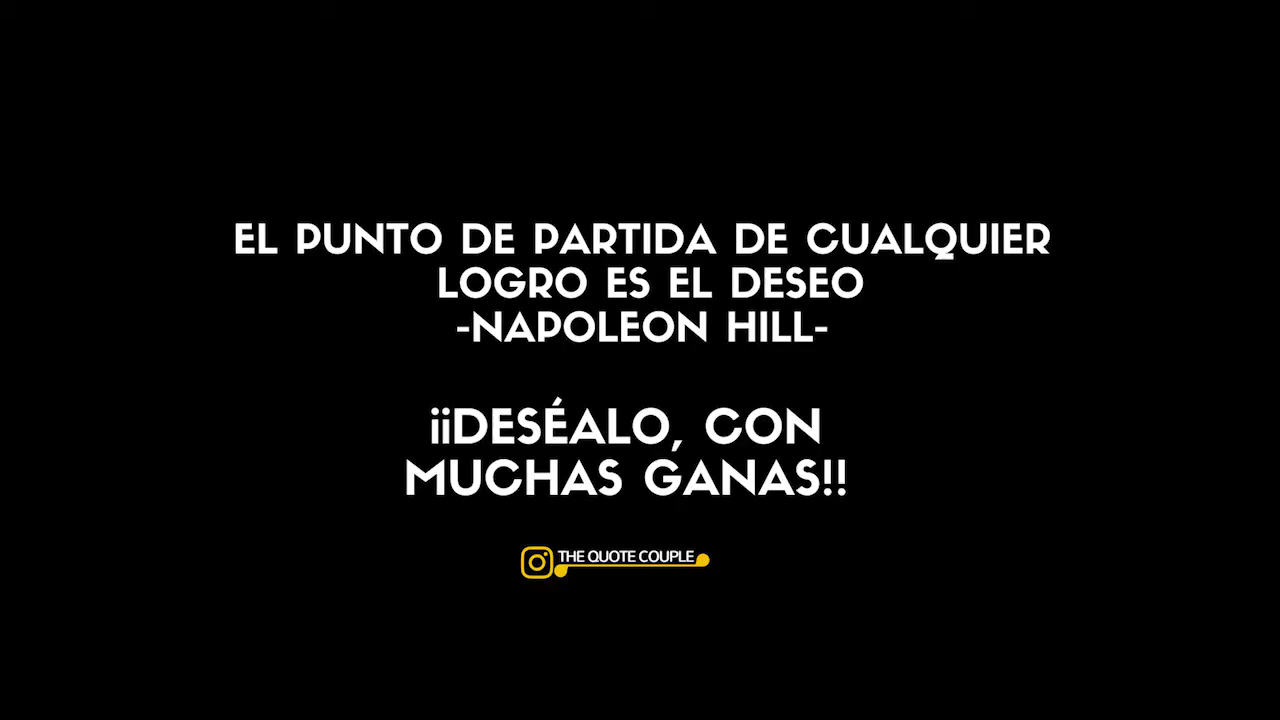 EL PUNTO DE PARTIDA DE CUALQUIER
LOGRO ES EL DESEO
-NAPOLEON HILL-
¡¡DESÉALO, CON
MUCHAS GANAS!!
THE QUOTE COUPLE